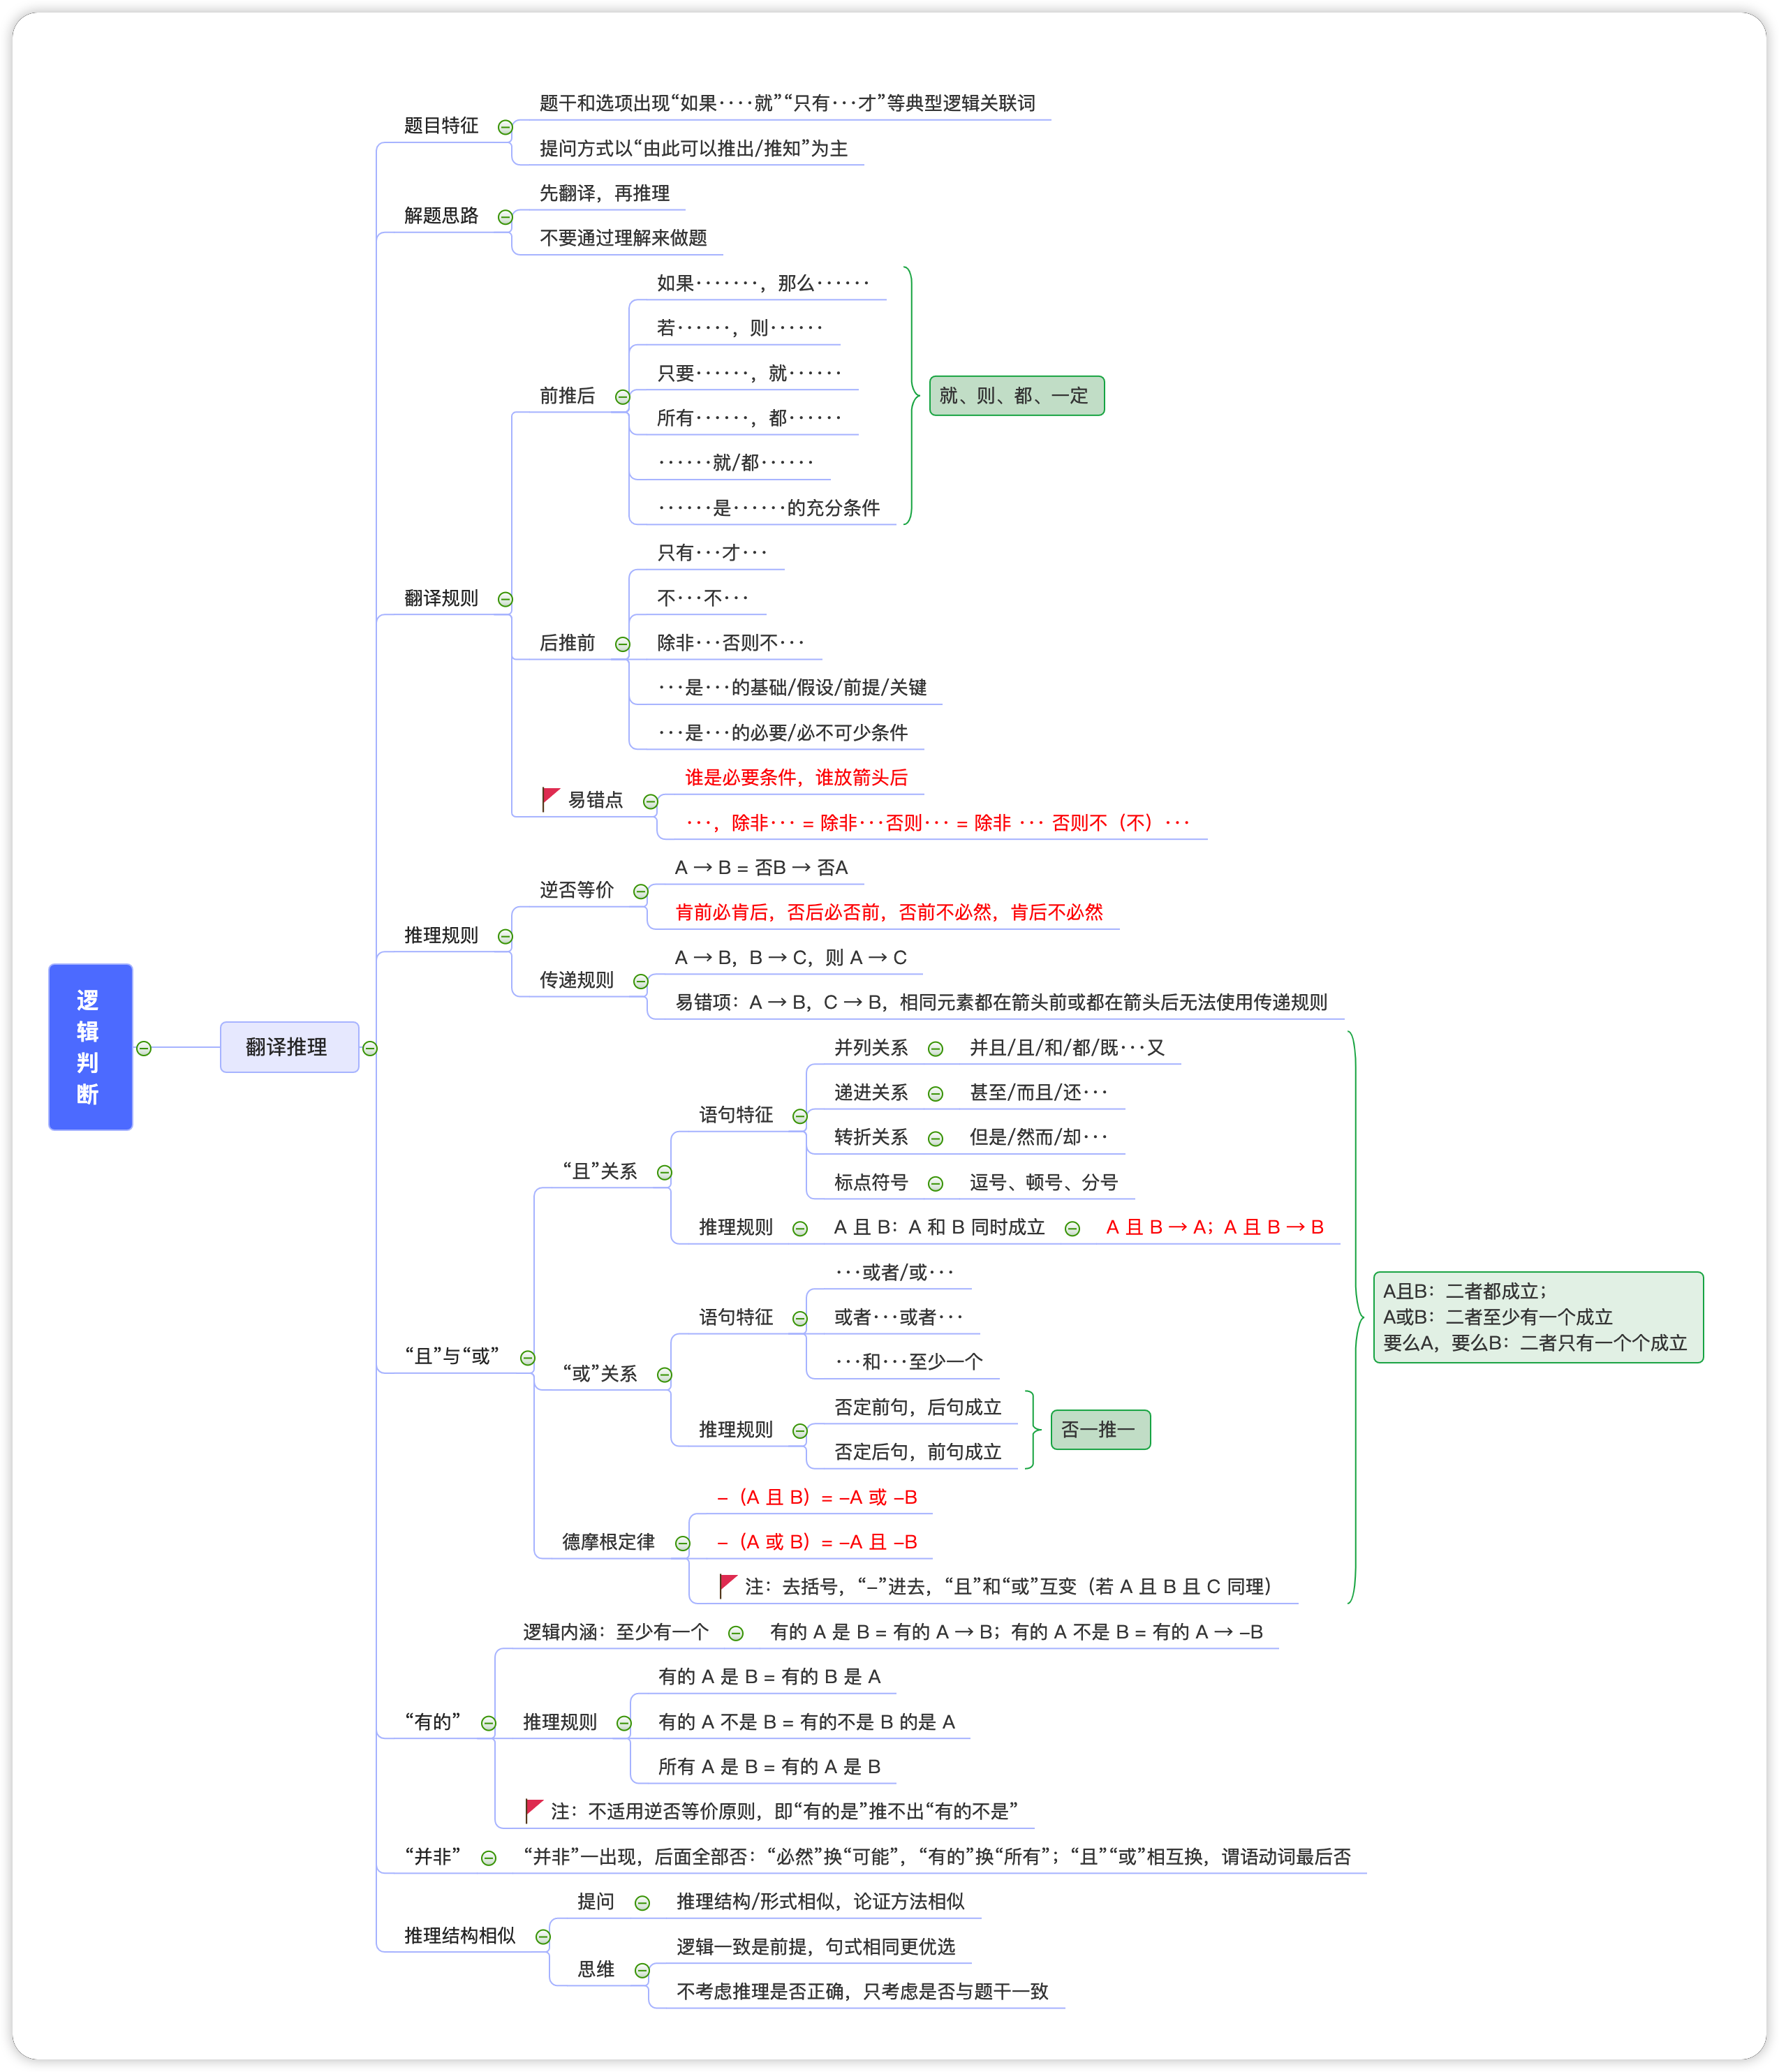 逻辑判断
翻译推理
题目特征
题干和选项出现“如果····就”“只有···才”等典型逻辑关联词
提问方式以“由此可以推出/推知”为主
解题思路
先翻译，再推理
不要通过理解来做题
翻译规则
前推后
如果·······，那么······
若······，则······
只要······，就······
所有······，都······
······就/都······
······是······的充分条件
就、则、都、一定
后推前
只有···才···
不···不···
除非···否则不···
···是···的基础/假设/前提/关键
···是···的必要/必不可少条件
易错点
谁是必要条件，谁放箭头后
···，除非··· = 除非···否则··· = 除非 ··· 否则不（不）···
推理规则
逆否等价
A → B = 否B → 否A
肯前必肯后，否后必否前，否前不必然，肯后不必然
传递规则
A → B，B → C，则 A → C
易错项：A → B，C → B，相同元素都在箭头前或都在箭头后无法使用传递规则
“且”与“或”
“且”关系
语句特征
并列关系
并且/且/和/都/既···又
递进关系
甚至/而且/还···
转折关系
但是/然而/却···
标点符号
逗号、顿号、分号
推理规则
A 且 B：A 和 B 同时成立
A 且 B → A；A 且 B → B
“或”关系
语句特征
···或者/或···
或者···或者···
···和···至少一个
推理规则
否定前句，后句成立
否定后句，前句成立
否一推一
德摩根定律
–（A 且 B）= –A 或 –B
–（A 或 B）= –A 且 –B
注：去括号，“–”进去，“且”和“或”互变（若 A 且 B 且 C 同理）
A且B：二者都成立；
A或B：二者至少有一个成立
要么A，要么B：二者只有一个个成立
“有的”
逻辑内涵：至少有一个
有的 A 是 B = 有的 A → B；有的 A 不是 B = 有的 A → –B
推理规则
有的 A 是 B = 有的 B 是 A
有的 A 不是 B = 有的不是 B 的是 A
所有 A 是 B = 有的 A 是 B
注：不适用逆否等价原则，即“有的是”推不出“有的不是”
“并非”
“并非”一出现，后面全部否：“必然”换“可能”，“有的”换“所有”；“且”“或”相互换，谓语动词最后否
推理结构相似
提问
推理结构/形式相似，论证方法相似
思维
逻辑一致是前提，句式相同更优选
不考虑推理是否正确，只考虑是否与题干一致